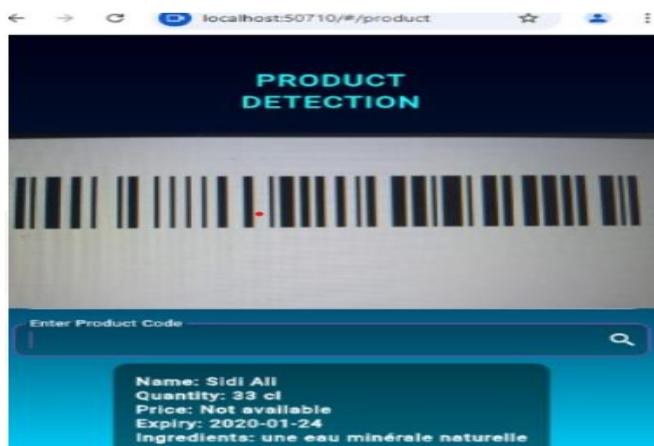 localhost:50710/#/product
PRODUCT
DETECTION
Enter Product Code
Name: Sidi Ali
Quantity: 33 cl
Price: Not available
Expiry: 2020-01-24
Ingredients: une eau minérale naturelle